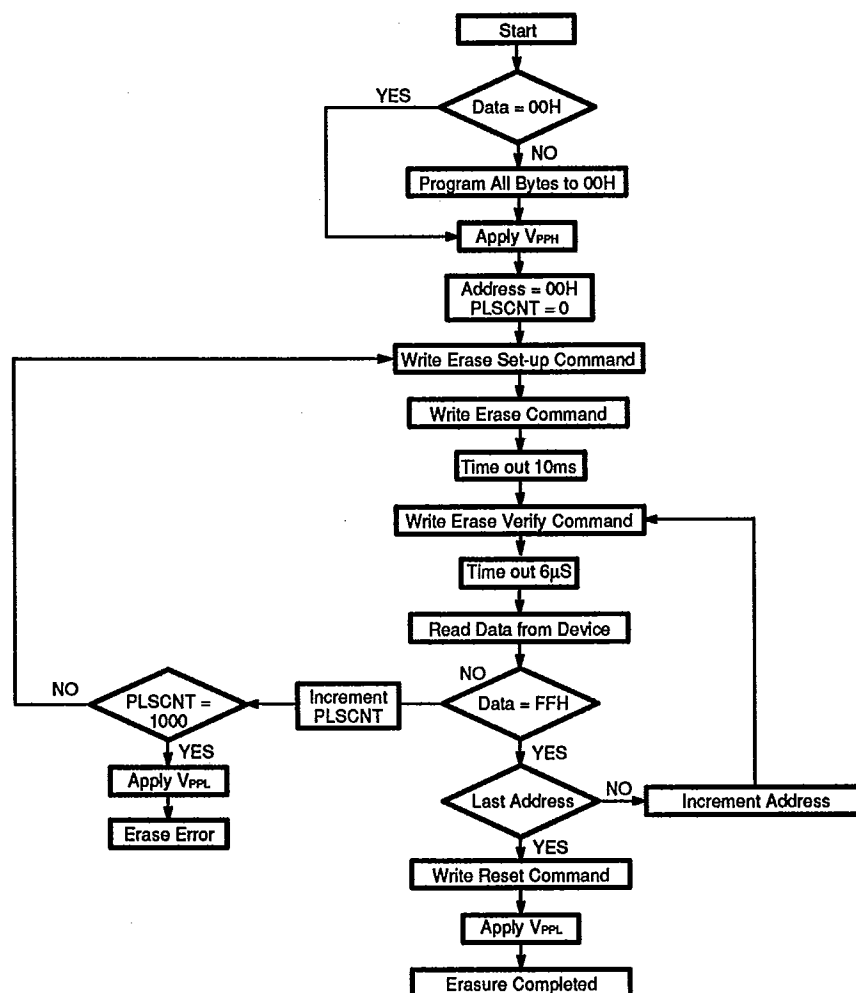 Start
Data = 00H
YES
NO
Program All Bytes to 00H
Apply VPPH
Address = 00H
PLSCNT = 0
Write Erase Set-up Command
Write Erase Command
Time out 10ms
Write Erase Verify Command
Time out 6µS
Read Data from Device
NO
Data = FFH
Increment
PLSCNT
PLSCNT =
1000
NO
YES
Apply VPPL
Erase Error
YES
Last Address
NO
Increment Address
YES
Write Reset Command
Apply VPPL
Erasure Completed